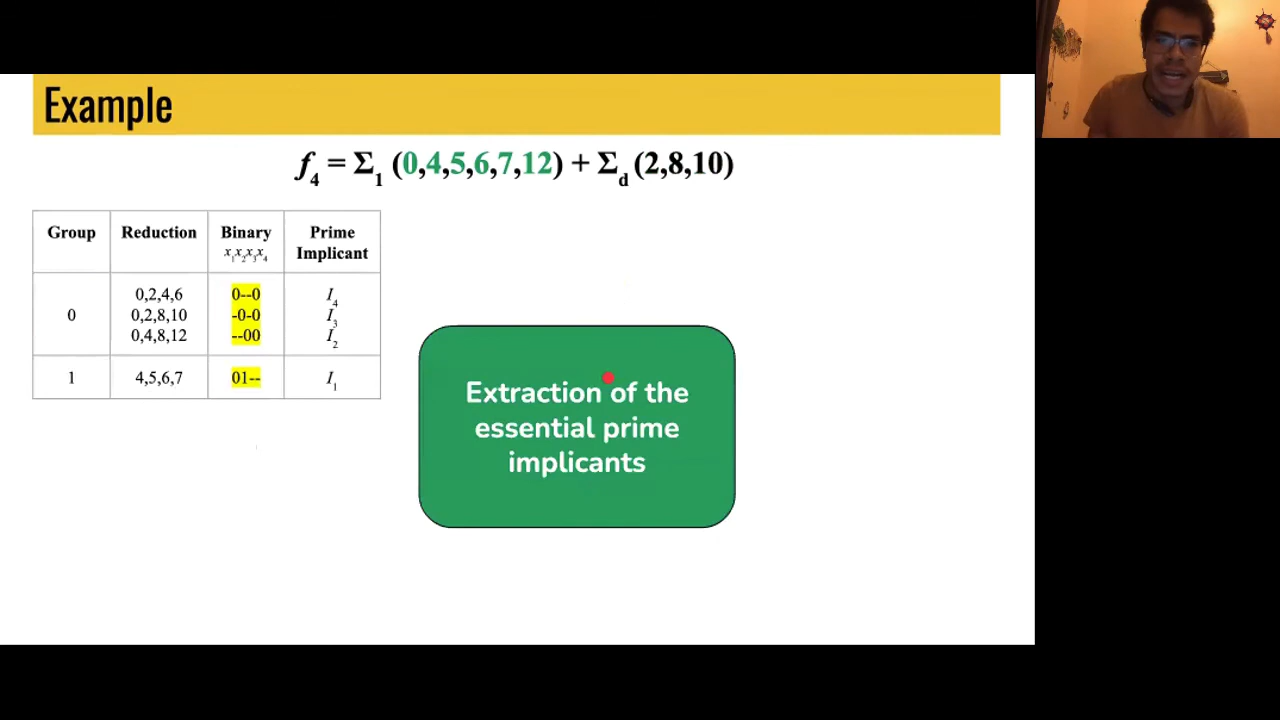 Example
f4 = Σ1 (0,4,5,6,7,12) + Σd (2,8,10)
Group Reduction Binary Prime
x1x2x3x4 Implicant
0,2,4,6 0--0 I4
0 0,2,8,10 -0-0 I3
0,4,8,12 --00 I2
1 4,5,6,7 01-- I1
Extraction of the
essential prime
implicants